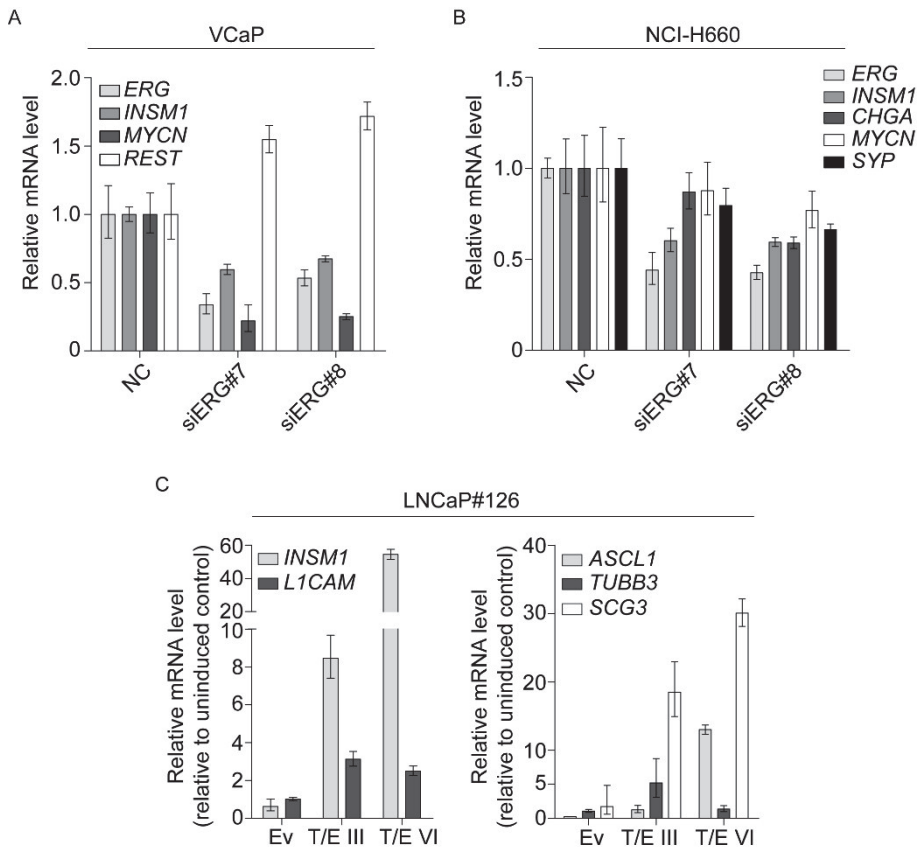 A
VCaP
Relative mRNA level
2.0
1.5
1.0
0.5
0
ERG
INSM1
MYCN
REST
NC
siERG#7
siERG#8
B
NCI-H660
Relative mRNA level
1.5
1.0
0.5
0
ERG
INSM1
CHGA
MYCN
SYP
NC
siERG#7
siERG#8
C
LNCaP#126
Relative mRNA level
(relative to uninduced control)
60
40
20
10
8
6
4
2
0
INSM1
L1CAM
Ev
T/E III
T/E VI
Relative mRNA level
(relative to uninduced control)
40
30
20
10
5
0
ASCL1
TUBB3
SCG3
Ev
T/E III
T/E VI